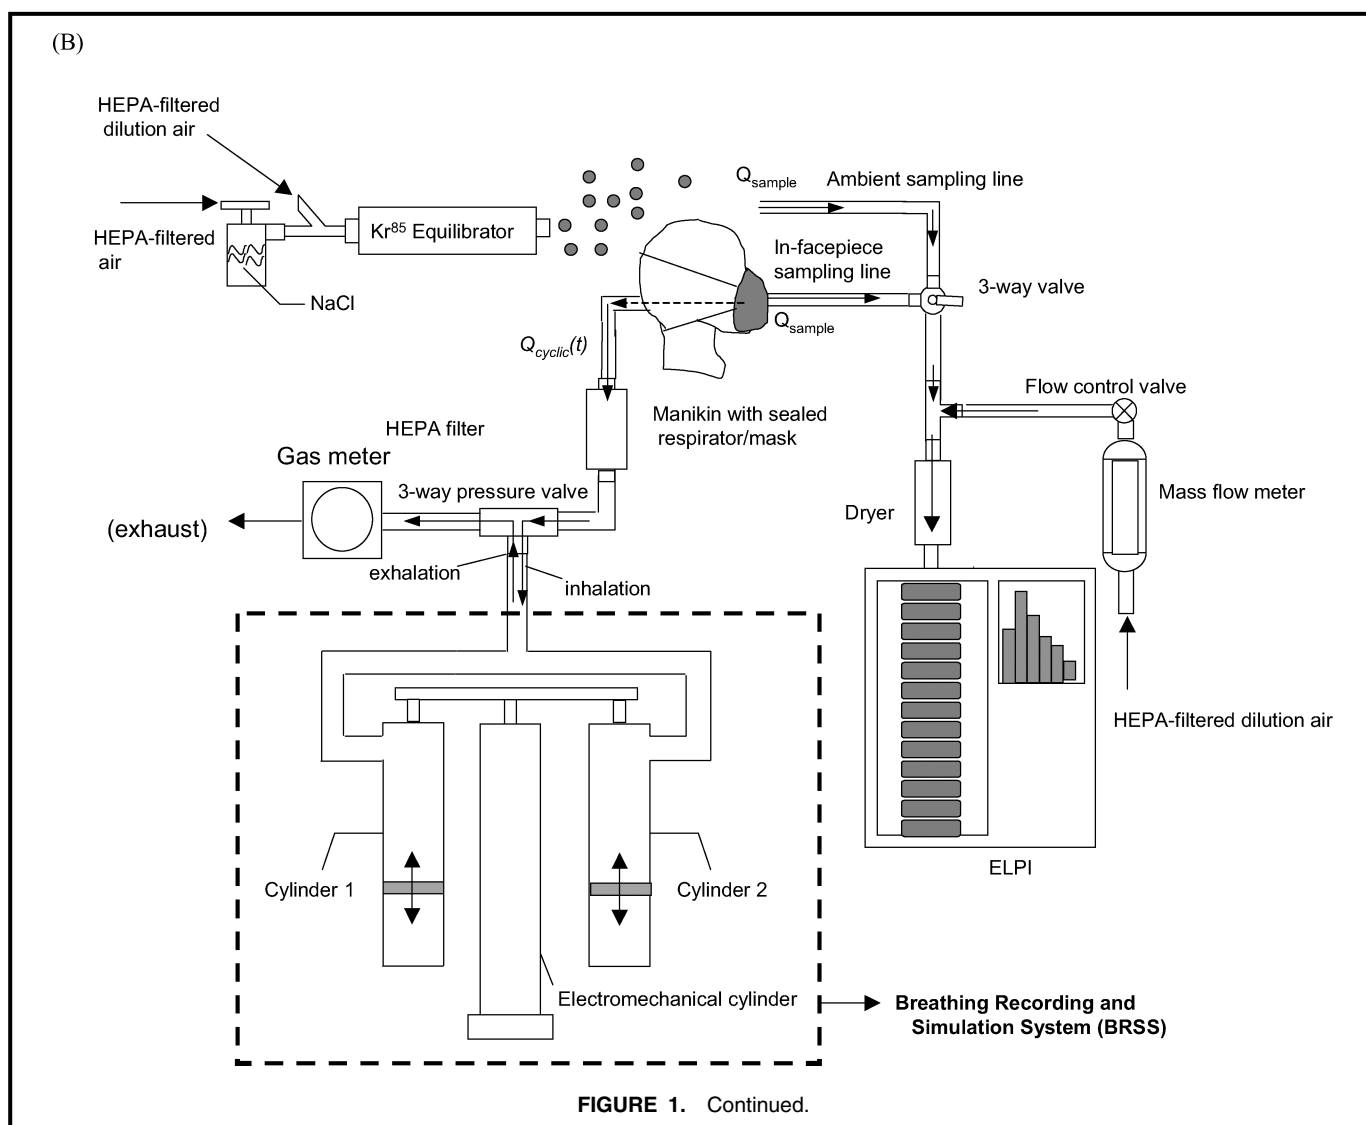 (B)
HEPA-filtered
dilution air
HEPA-filtered
air
NaCl
Kr85 Equilibrator
Qsample
Ambient sampling line
In-facepiece
sampling line
3-way valve
Qsample
Qcyclic(t)
Manikin with sealed
respirator/mask
Flow control valve
HEPA filter
Gas meter
3-way pressure valve
(exhaust)
exhalation
inhalation
Dryer
Mass flow meter
HEPA-filtered dilution air
ELPI
Cylinder 1
Cylinder 2
Electromechanical cylinder
Breathing Recording and
Simulation System (BRSS)
FIGURE 1. Continued.